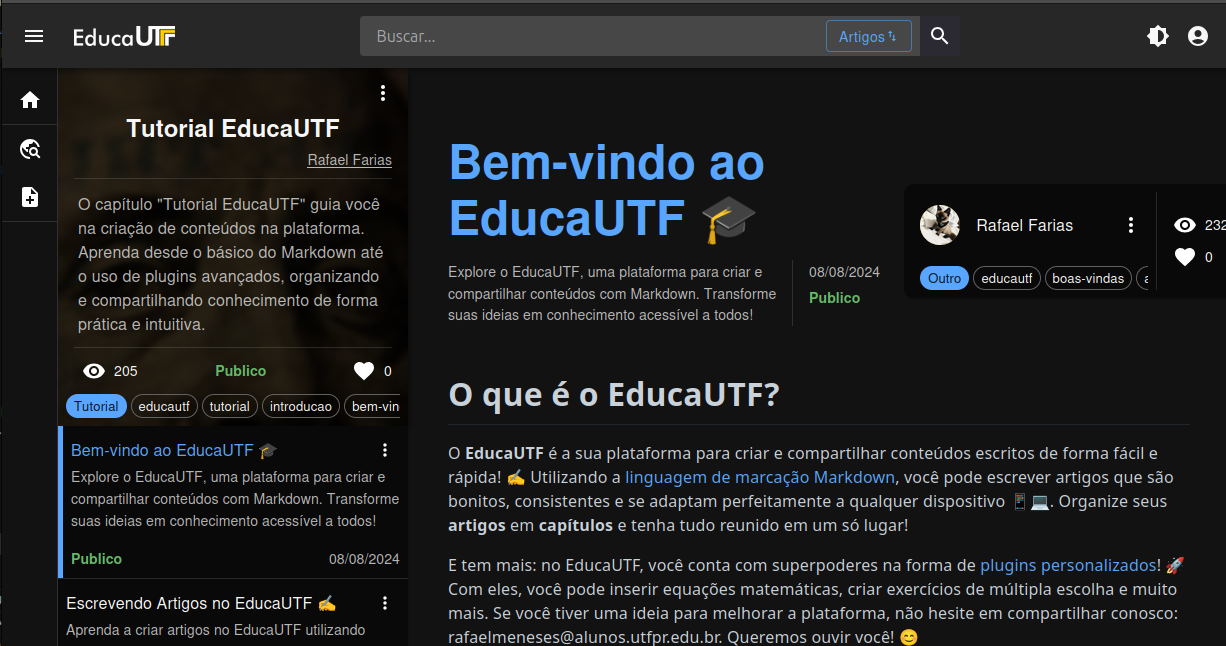 EducaUTF
Buscar...
Artigos
Tutorial EducaUTF
Rafael Farias
O capítulo "Tutorial EducaUTF" guia você
na criação de conteúdos na plataforma.
Aprenda desde o básico do Markdown até
o uso de plugins avançados, organizando
e compartilhando conhecimento de forma
prática e intuitiva.
205
Publico
0
Tutorial
educautf
tutorial
introducao
bem-vin
Bem-vindo ao EducaUTF 🎓
Explore o EducaUTF, uma plataforma para criar e
compartilhar conteúdos com Markdown. Transforme
suas ideias em conhecimento acessível a todos!
Publico
08/08/2024
Escrevendo Artigos no EducaUTF ✍️
Aprenda a criar artigos no EducaUTF utilizando
Bem-vindo ao
EducaUTF 🎓
Explore o EducaUTF, uma plataforma para criar e
compartilhar conteúdos com Markdown. Transforme
suas ideias em conhecimento acessível a todos!
08/08/2024
Publico
Rafael Farias
232
0
Outro
educautf
boas-vindas
O que é o EducaUTF?
O EducaUTF é a sua plataforma para criar e compartilhar conteúdos escritos de forma fácil e
rápida! ✍️ Utilizando a linguagem de marcação Markdown, você pode escrever artigos que são
bonitos, consistentes e se adaptam perfeitamente a qualquer dispositivo 📱💻. Organize seus
artigos em capítulos e tenha tudo reunido em um só lugar!
E tem mais: no EducaUTF, você conta com superpoderes na forma de plugins personalizados! 🚀
Com eles, você pode inserir equações matemáticas, criar exercícios de múltipla escolha e muito
mais. Se você tiver uma ideia para melhorar a plataforma, não hesite em compartilhar conosco:
rafaelmeneses@alunos.utfpr.edu.br. Queremos ouvir você! 😊